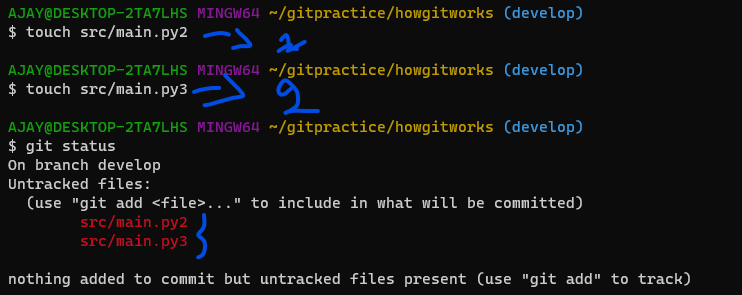 AJAY@DESKTOP-2TA7LHS MINGW64 ~/gitpractice/howgitworks (develop)
$ touch src/main.py2
AJAY@DESKTOP-2TA7LHS MINGW64 ~/gitpractice/howgitworks (develop)
$ touch src/main.py3 2
AJAY@DESKTOP-2TA7LHS MINGW64 ~/gitpractice/howgitworks (develop)
$ git status
On branch develop
Untracked files:
  (use "git add <file>..." to include in what will be committed)
        src/main.py2
        src/main.py3
nothing added to commit but untracked files present (use "git add" to track)